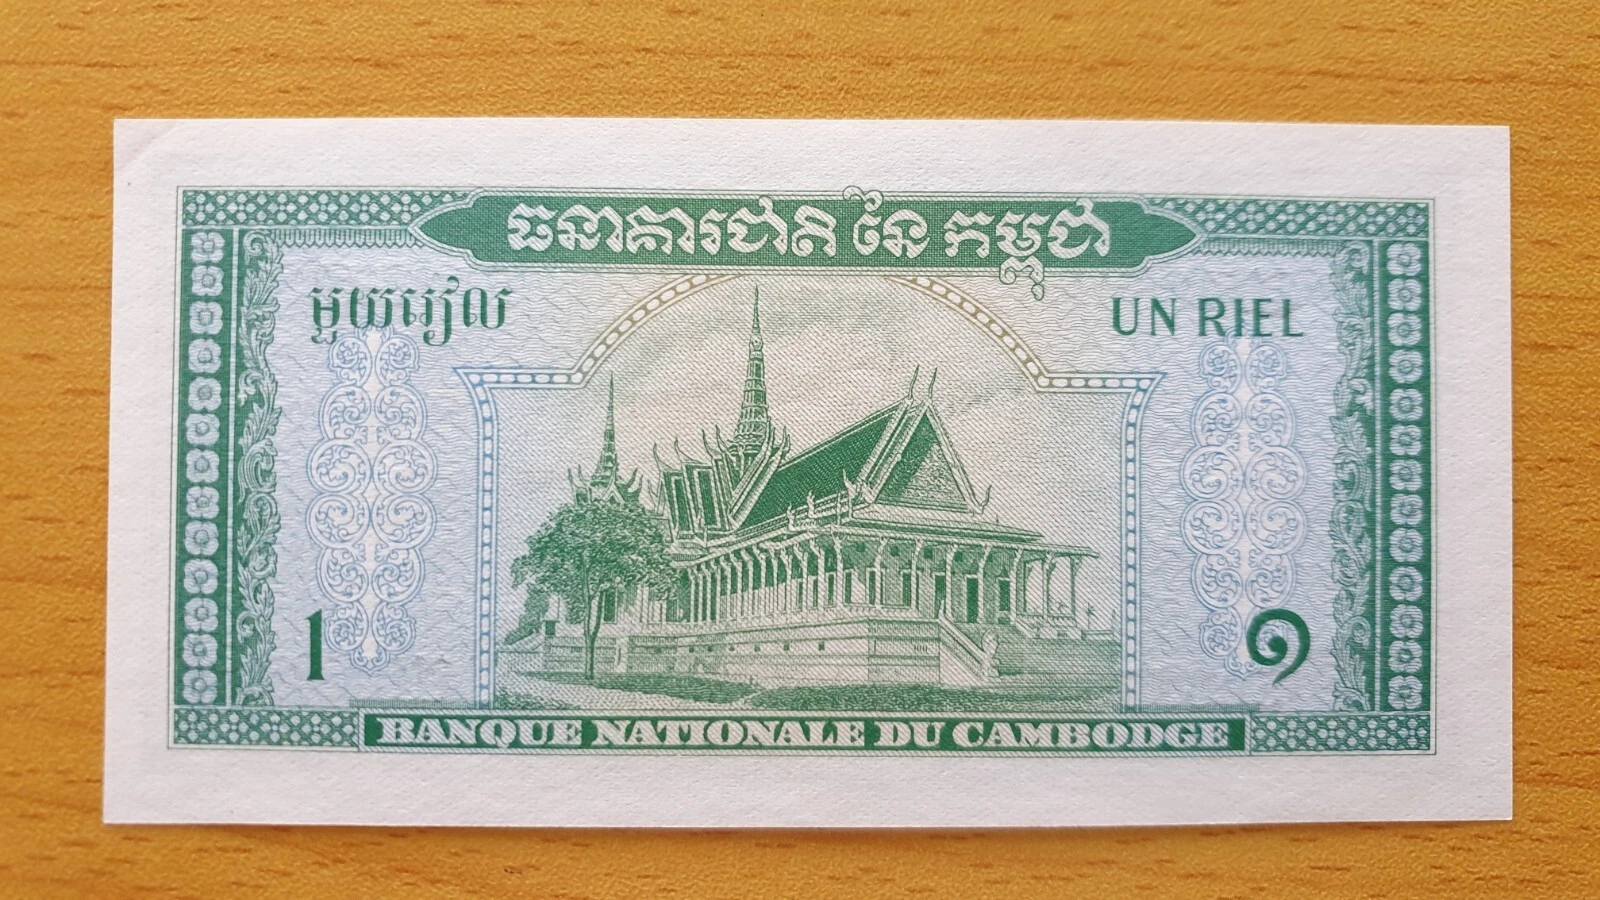 ធនាគារជាតិ នៃ កម្ពុជា
មួយរៀល
UN RIEL
1
១
BANQUE NATIONALE DU CAMBODGE